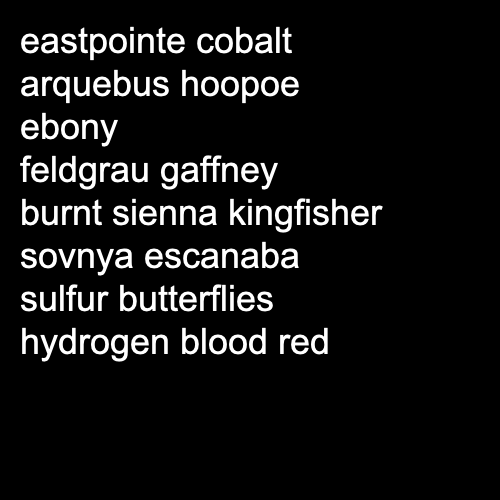 eastpointe cobalt
arquebus hoopoe
ebony
feldgrau gaffney
burnt sienna kingfisher
sovnya escanaba
sulfur butterflies
hydrogen blood red